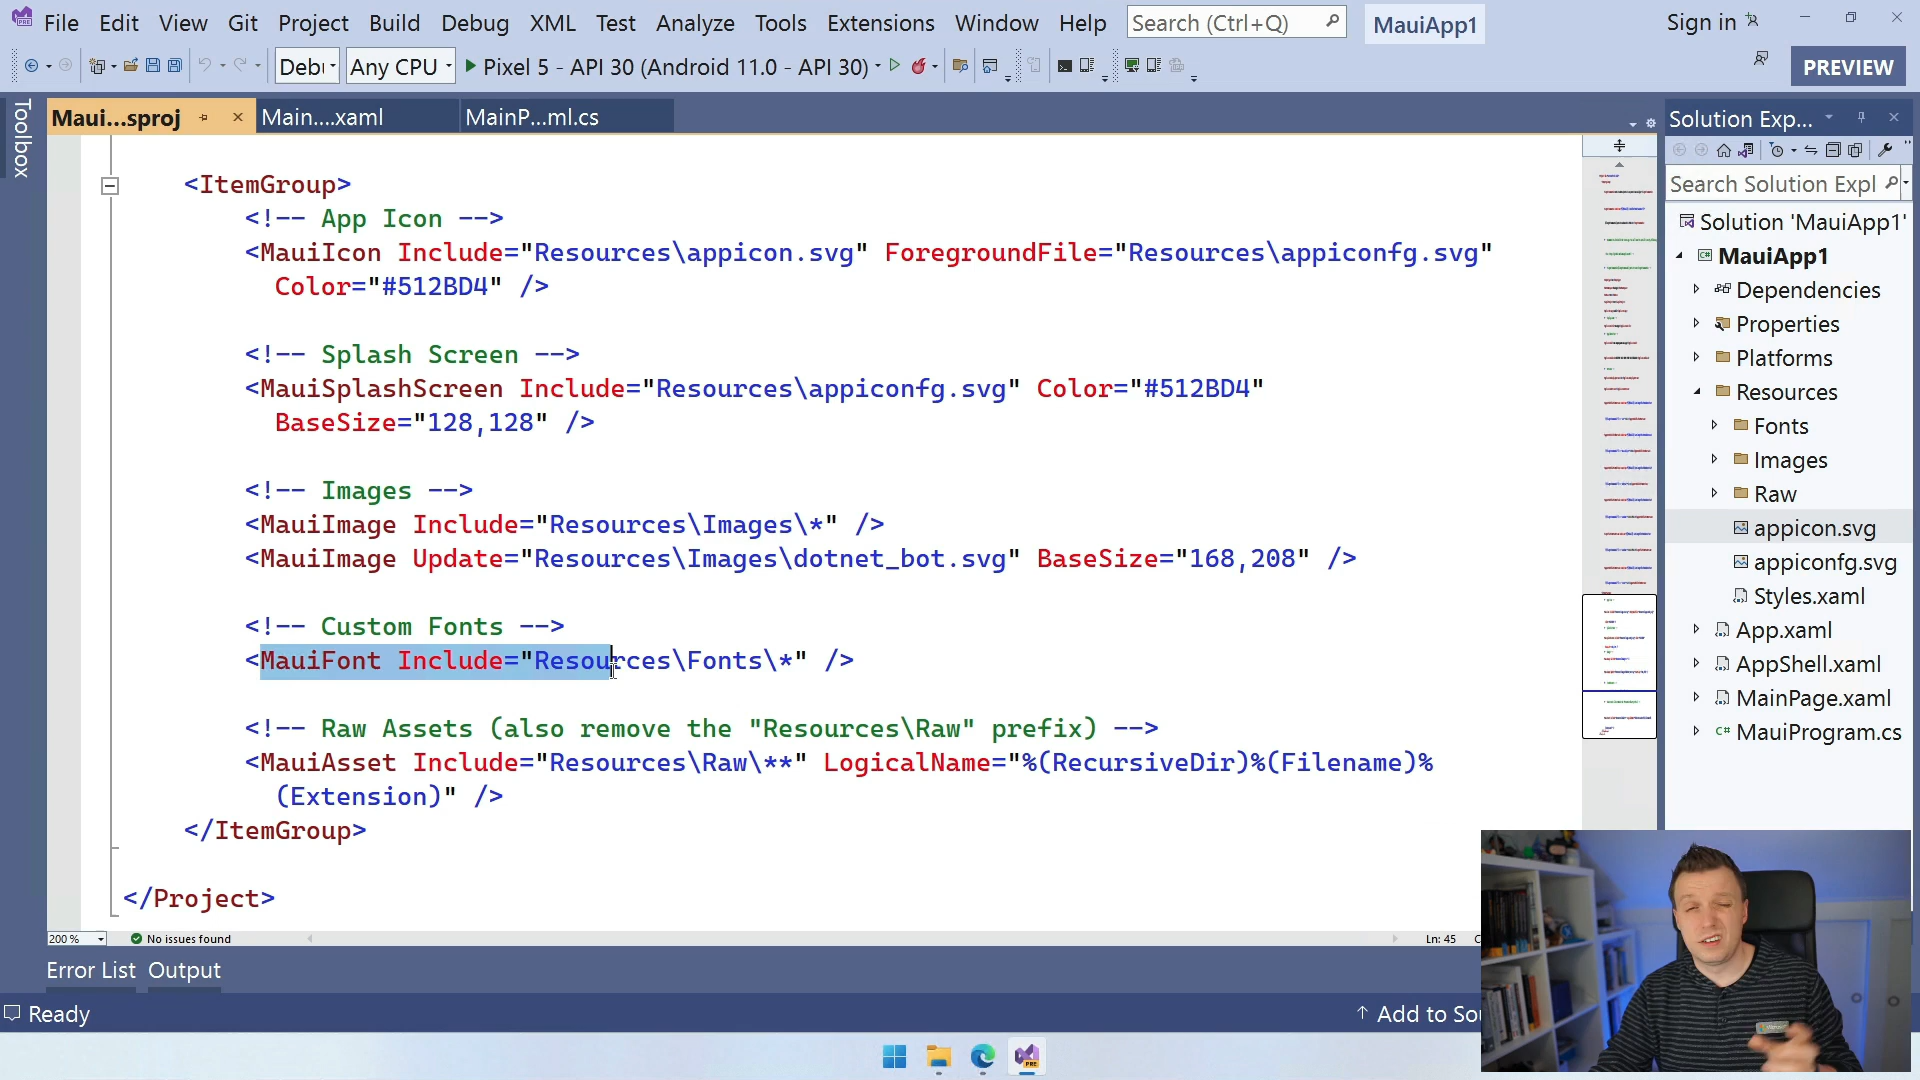 File Edit View Git Project Build Debug XML Test Analyze Tools Extensions Window Help Search (Ctrl+Q) MauiApp1 Sign in
Any CPU Pixel 5 - API 30 (Android 11.0 - API 30) PREVIEW
Toolbox
Maui...sproj Main....xaml MainP...ml.cs
<ItemGroup>
<!-- App Icon -->
<MauiIcon Include="Resources\appicon.svg" ForegroundFile="Resources\appiconfg.svg"
Color="#512BD4" />
<!-- Splash Screen -->
<MauiSplashScreen Include="Resources\appiconfg.svg" Color="#512BD4"
BaseSize="128,128" />
<!-- Images -->
<MauiImage Include="Resources\Images\*" />
<MauiImage Update="Resources\Images\dotnet_bot.svg" BaseSize="168,208" />
<!-- Custom Fonts -->
<MauiFont Include="Resources\Fonts\*" />
<!-- Raw Assets (also remove the "Resources\Raw" prefix) -->
<MauiAsset Include="Resources\Raw\**" LogicalName="%(RecursiveDir)%(Filename)%
(Extension)" />
</ItemGroup>
</Project>
200 % No issues found Ln: 45 C
Error List Output
Ready Add to Sou
Solution Exp...
Search Solution Expl
Solution 'MauiApp1'
C# MauiApp1
Dependencies
Properties
Platforms
Resources
Fonts
Images
Raw
appicon.svg
appiconfg.svg
Styles.xaml
App.xaml
AppShell.xaml
MainPage.xaml
C# MauiProgram.cs
PRE